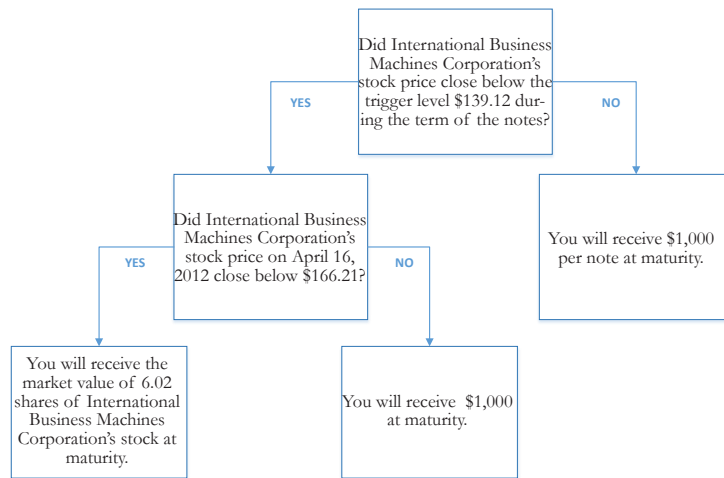 Did International Business
Machines Corporation's
stock price close below the
trigger level $139.12 dur-
ing the term of the notes?
YES
NO
Did International Business
Machines Corporation's
stock price on April 16,
2012 close below $166.21?
You will receive $1,000
per note at maturity.
YES
NO
You will receive the
market value of 6.02
shares of International
Business Machines
Corporation's stock at
maturity.
You will receive $1,000
at maturity.